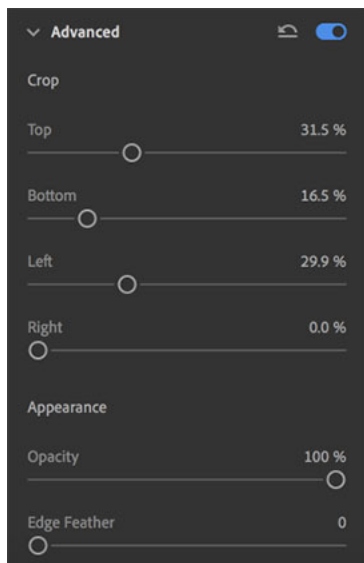 Advanced
Crop
Top 31.5 %
Bottom 16.5 %
Left 29.9 %
Right 0.0 %
Appearance
Opacity 100 %
Edge Feather 0